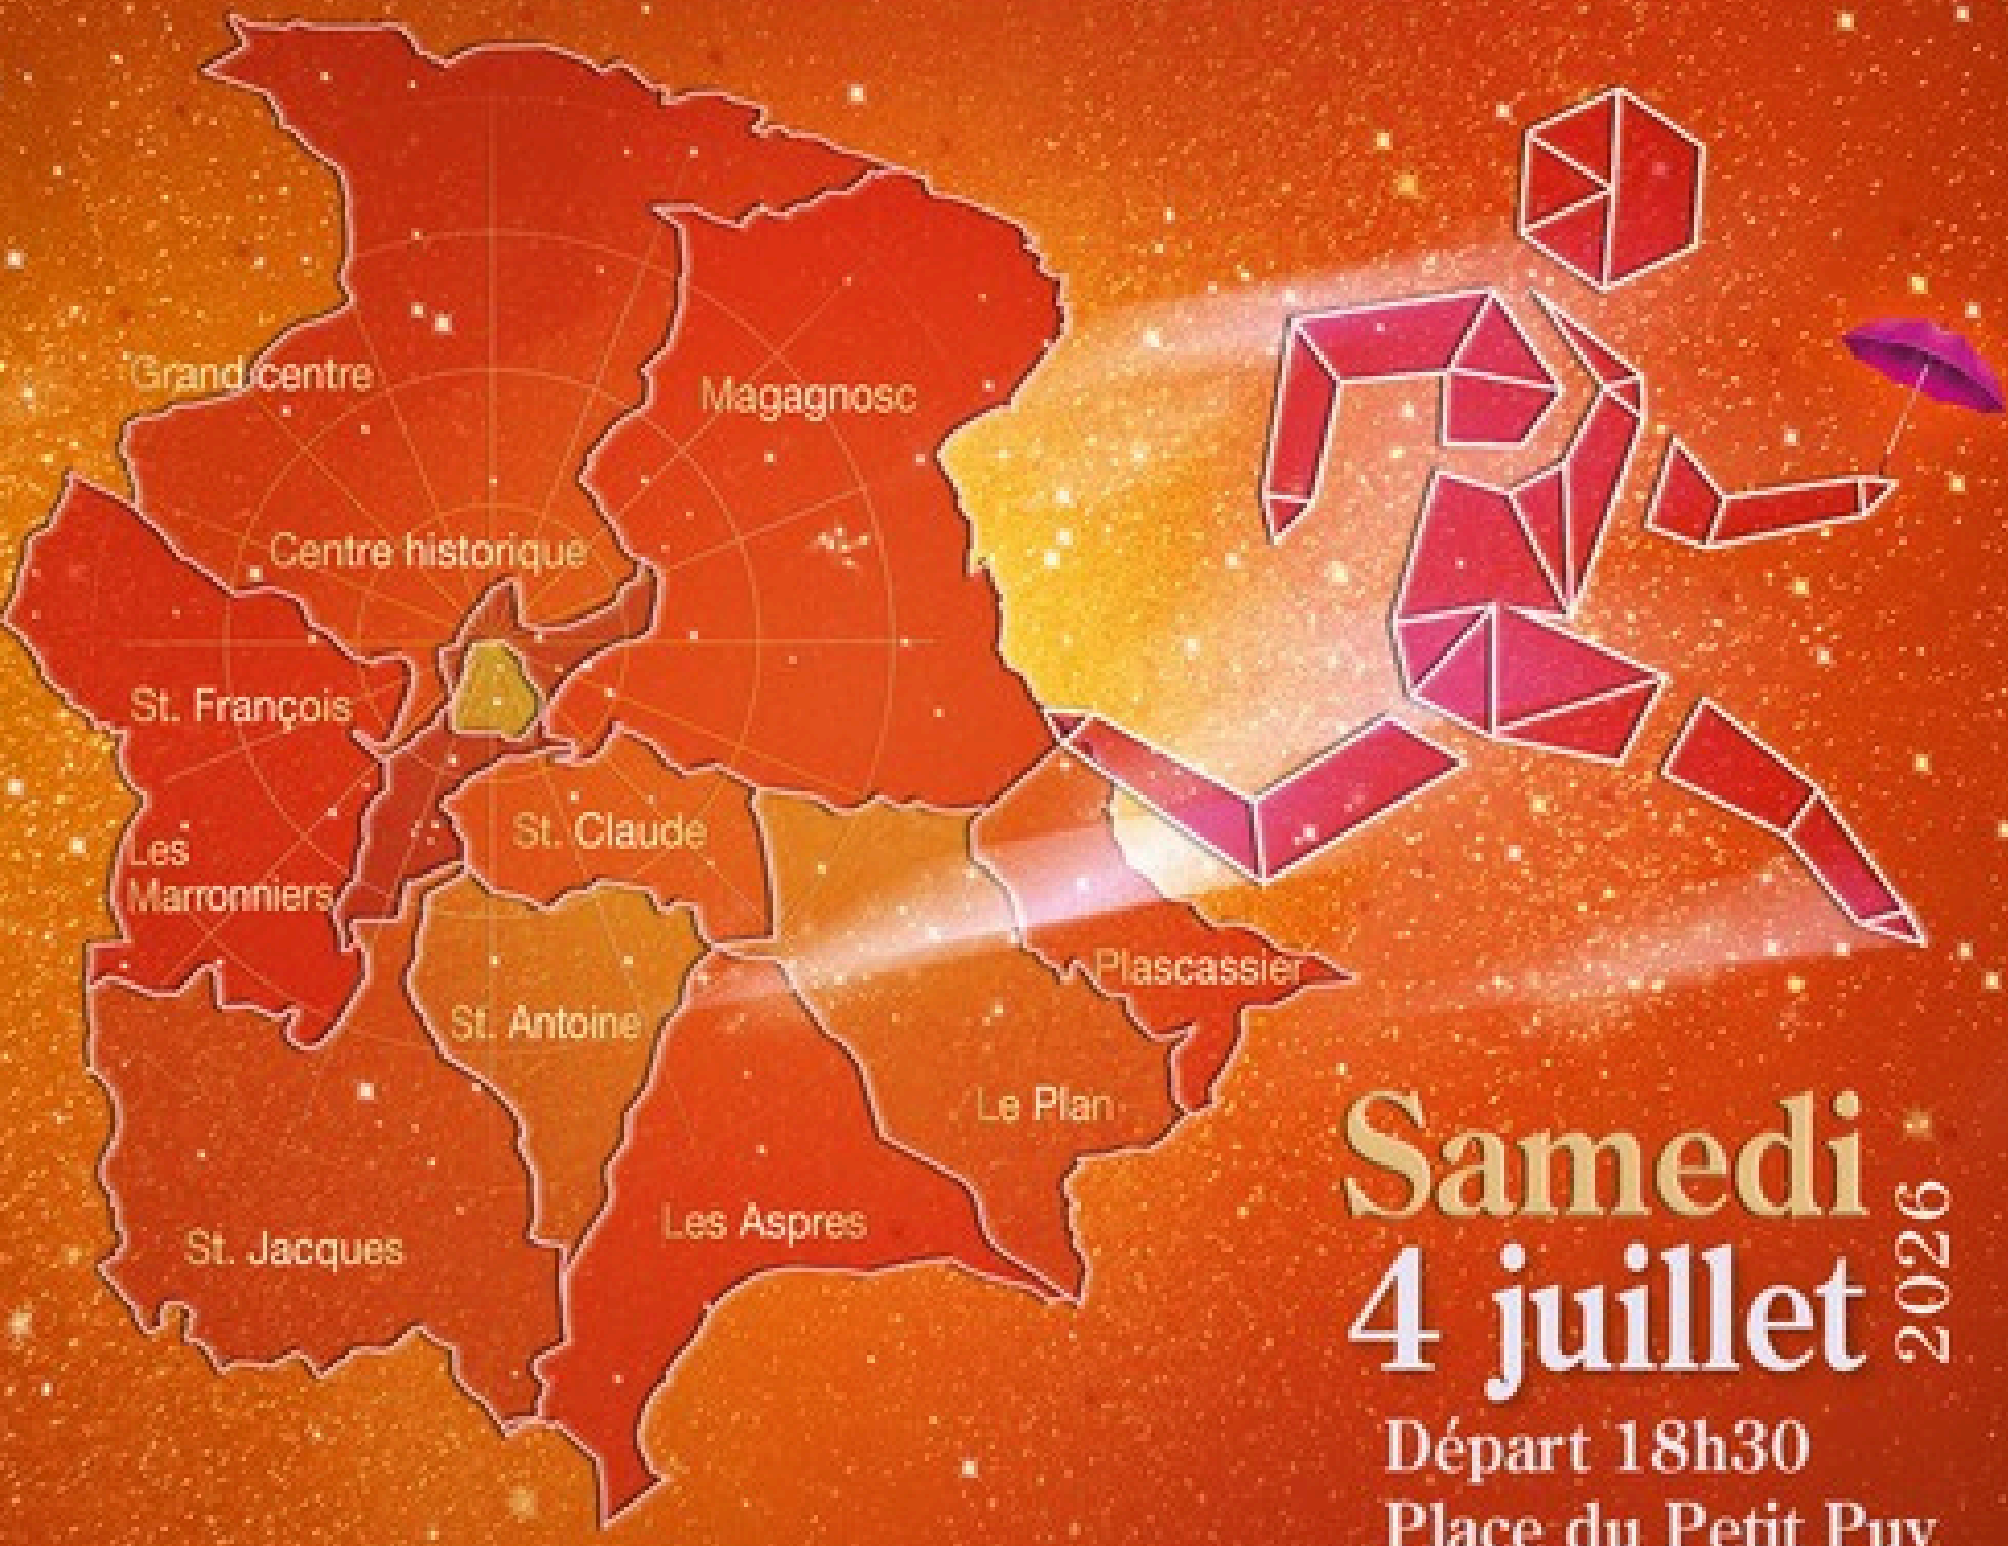 Grand centre
Magagnosc
Centre historique
St. François
St. Claude
Les
Marronniers
Plascassier
St. Antoine
Le Plan
Les Aspres
St. Jacques
Samedi
4 juillet
2026
Départ 18h30
Place du Petit Puy